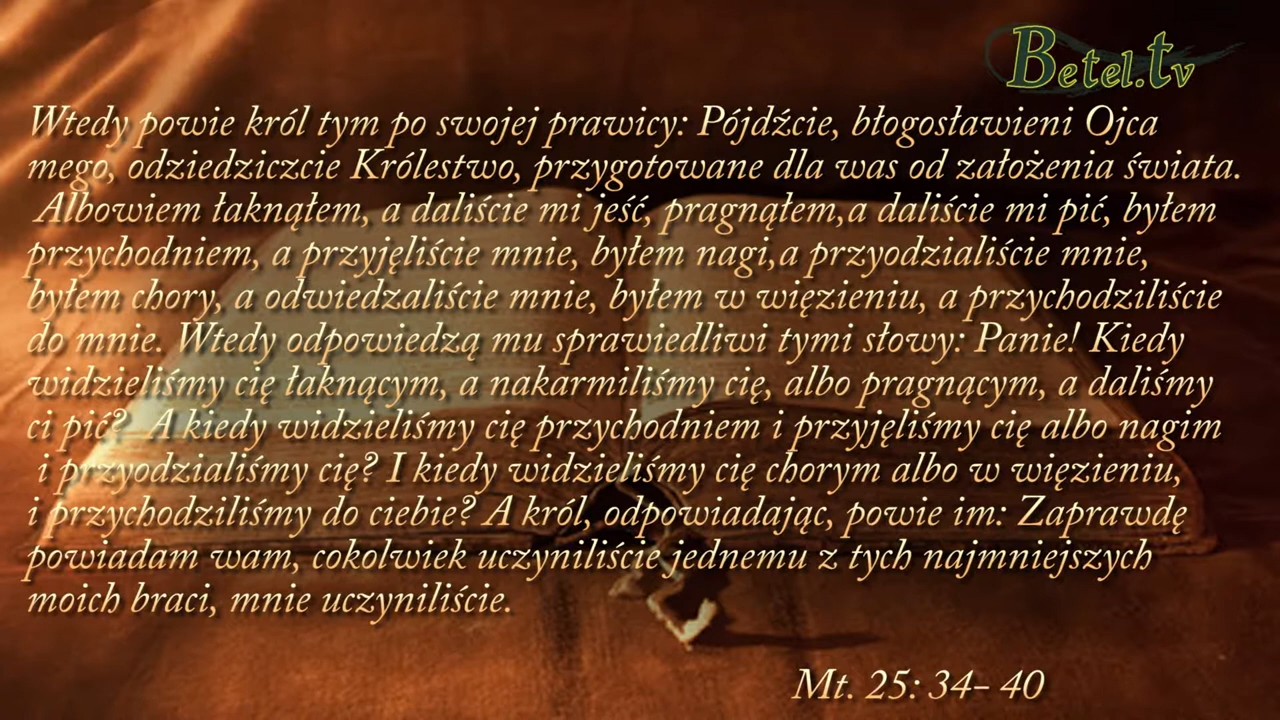 Betel.tv
Wtedy powie król tym po swojej prawicy: Pójdźcie, błogosławieni Ojca
mego, odziedziczcie Królestwo, przygotowane dla was od założenia świata.
Albowiem łaknąłem, a daliście mi jeść, pragnąłem,a daliście mi pić, byłem
przychodniem, a przyjęliście mnie, byłem nagi,a przyodzialiście mnie,
byłem chory, a odwiedzaliście mnie, byłem w więzieniu, a przychodziliście
do mnie. Wtedy odpowiedzą mu sprawiedliwi tymi słowy: Panie! Kiedy
widzieliśmy cię łaknącym, a nakarmiliśmy cię, albo pragnącym, a daliśmy
ci pić? A kiedy widzieliśmy cię przychodniem i przyjęliśmy cię albo nagim
i przyodzialiśmy cię? I kiedy widzieliśmy cię chorym albo w więzieniu,
i przychodziliśmy do ciebie? A król, odpowiadając, powie im: Zaprawdę
powiadam wam, cokolwiek uczyniliście jednemu z tych najmniejszych
moich braci, mnie uczyniliście.
Mt. 25: 34- 40